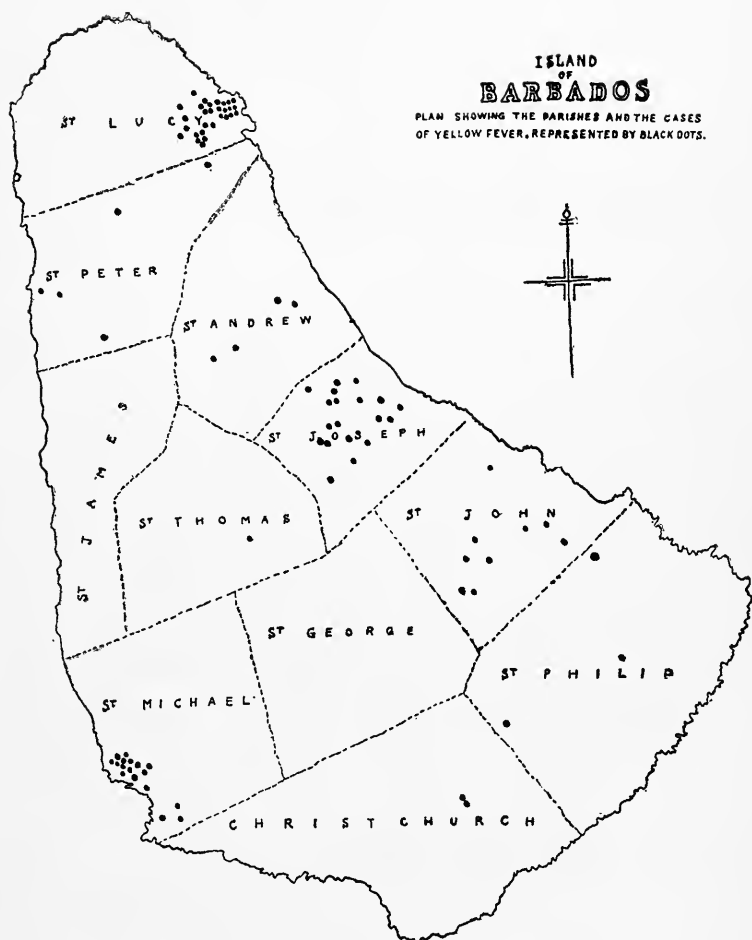 ISLAND
OF
BARBADOS
PLAN SHOWING THE PARISHES AND THE CASES
OF YELLOW FEVER, REPRESENTED BY BLACK DOTS.
ST LUCY
ST PETER
ST ANDREW
ST JAMES
ST JOSEPH
ST THOMAS
ST JOHN
ST GEORGE
ST PHILIP
ST MICHAEL
CHRIST CHURCH